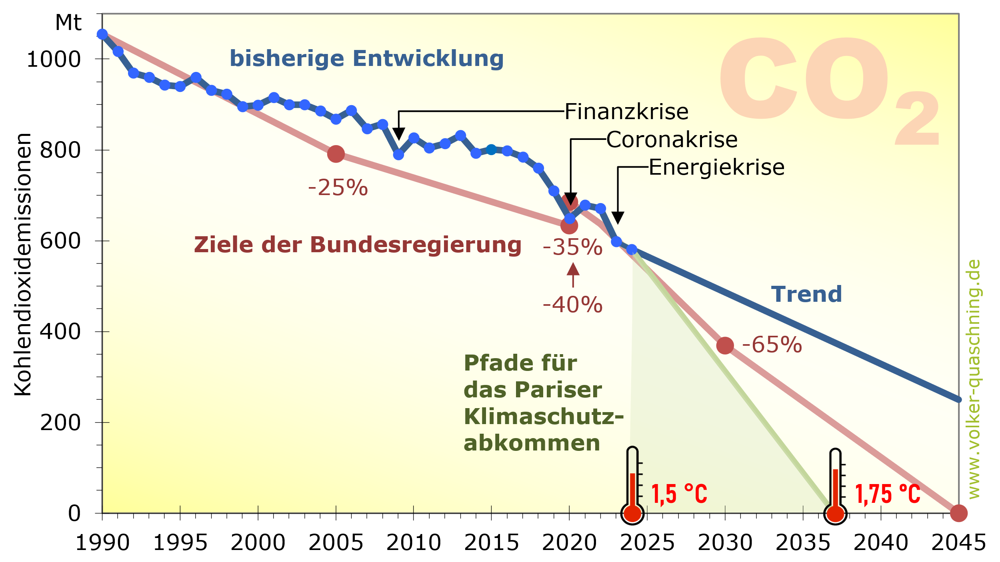 Mt
CO₂
bisherige Entwicklung
1000
Finanzkrise
Coronakrise
800
Energiekrise
-25%
Kohlendioxidemissionen
600
Ziele der Bundesregierung
-35%
-40%
Trend
www.volker-quaschning.de
400
-65%
Pfade für
das Pariser
Klimaschutz-
abkommen
200
1,5 °C
1,75 °C
0
1990 1995 2000 2005 2010 2015 2020 2025 2030 2035 2040 2045